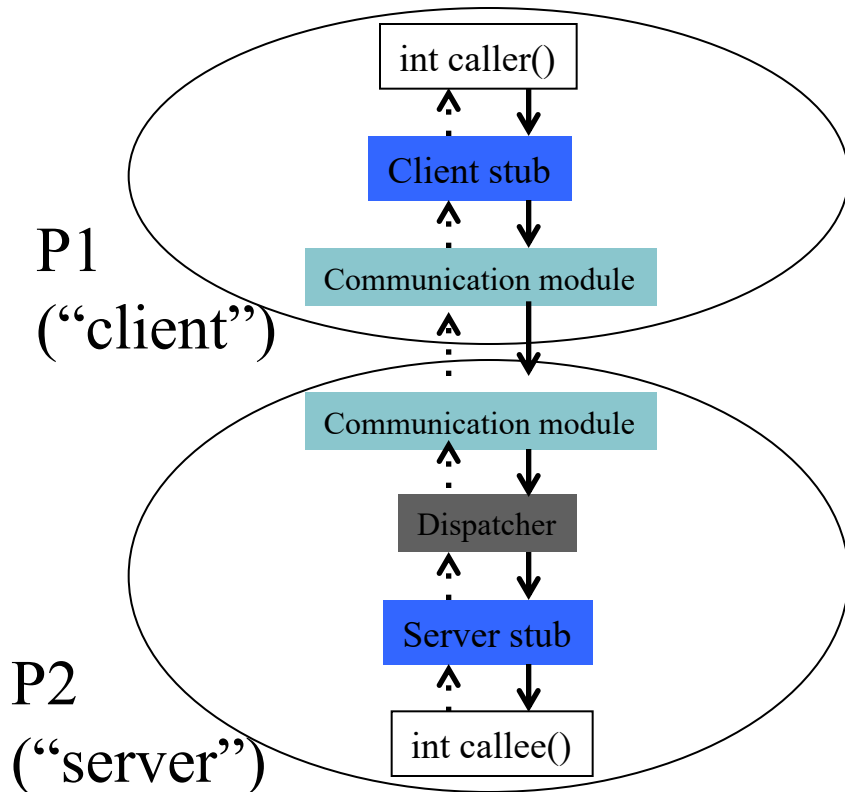 int caller()
Client stub
P1
(“client”)
Communication module
Communication module
Dispatcher
Server stub
P2
(“server”)
int callee()